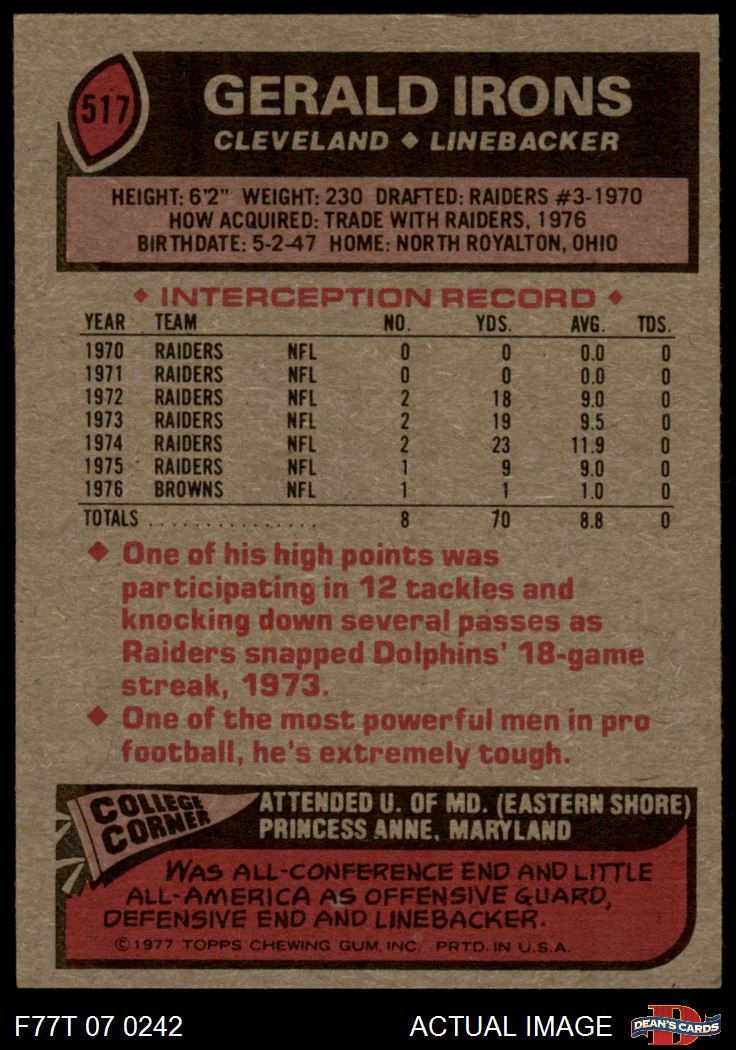 517
GERALD IRONS
CLEVELAND ◆ LINEBACKER
HEIGHT: 6'2" WEIGHT: 230 DRAFTED: RAIDERS #3-1970
HOW ACQUIRED: TRADE WITH RAIDERS, 1976
BIRTHDATE: 5-2-47 HOME: NORTH ROYALTON, OHIO
◆ INTERCEPTION RECORD ◆
YEAR TEAM NO. YDS. AVG. TDS.
1970 RAIDERS NFL 0 0 0.0 0
1971 RAIDERS NFL 0 0 0.0 0
1972 RAIDERS NFL 2 18 9.0 0
1973 RAIDERS NFL 2 19 9.5 0
1974 RAIDERS NFL 2 23 11.9 0
1975 RAIDERS NFL 1 9 9.0 0
1976 BROWNS NFL 1 1 1.0 0
TOTALS . . . . . . . . . . . . . . . 8 70 8.8 0
◆ One of his high points was
participating in 12 tackles and
knocking down several passes as
Raiders snapped Dolphins' 18-game
streak, 1973.
◆ One of the most powerful men in pro
football, he's extremely tough.
COLLEGE
CORNER
ATTENDED U. OF MD. (EASTERN SHORE)
PRINCESS ANNE, MARYLAND
WAS ALL-CONFERENCE END AND LITTLE
ALL-AMERICA AS OFFENSIVE GUARD,
DEFENSIVE END AND LINEBACKER.
© 1977 TOPPS CHEWING GUM, INC. PRTD. IN U.S.A.
F77T 07 0242 ACTUAL IMAGE
D
DEAN'S CARDS